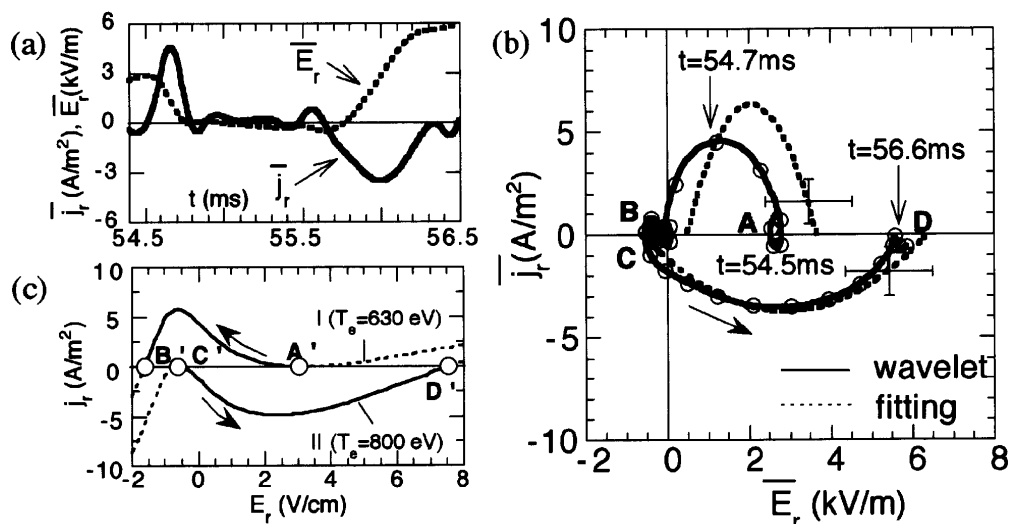 (a)
j̅r (A/m²), E̅r (kV/m)
6
3
0
-3
-6
E̅r
j̅r
t (ms)
54.5
55.5
56.5
(b)
j̅r (A/m²)
10
5
0
-5
-10
t=54.7ms
t=56.6ms
B
A
D
C
t=54.5ms
wavelet
fitting
-2
0
2
4
6
8
E̅r (kV/m)
(c)
jr (A/m²)
10
5
0
-5
-10
I (Te=630 eV)
B' C'
A'
D'
II (Te=800 eV)
-2
0
2
4
6
8
Er (V/cm)